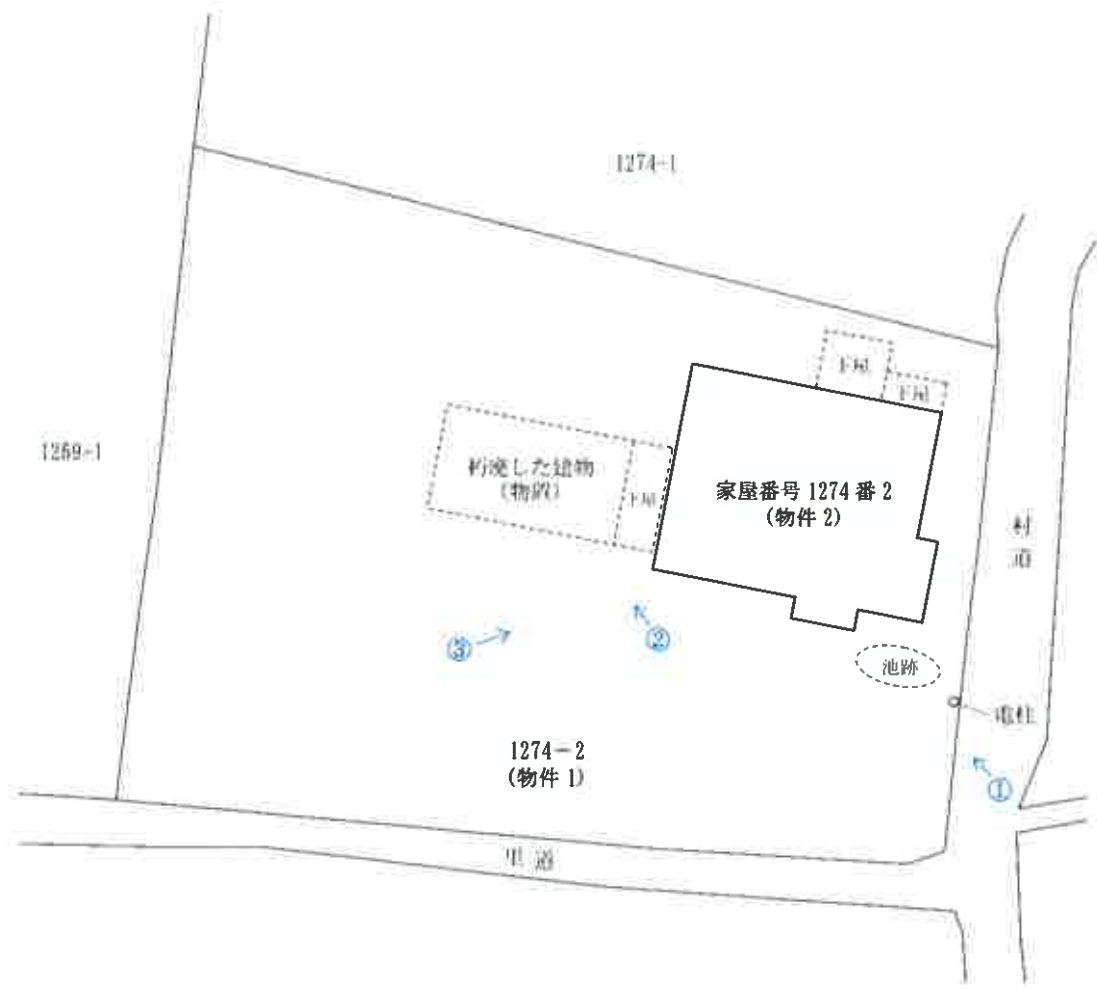 1274-1
下屋
下屋
1259-1
朽廃した建物
(物置)
下屋
家屋番号 1274 番 2
(物件 2)
村道
③
②
池跡
電柱
1274-2
(物件 1)
①
里道